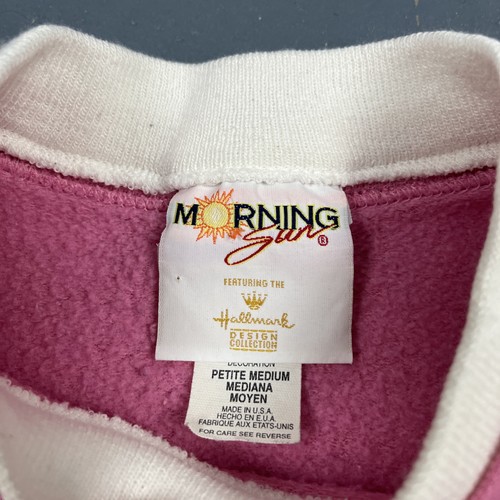 MORNING
Sun ®
FEATURING THE
Hallmark
DESIGN
COLLECTION
DECORATION
PETITE MEDIUM
MEDIANA
MOYEN
MADE IN U.S.A.
HECHO EN E.U.A.
FABRIQUE AUX ETATS-UNIS
FOR CARE SEE REVERSE